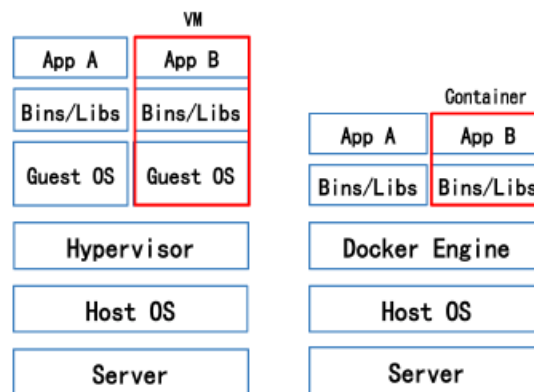 VM
App A App B
Bins/Libs Bins/Libs
Guest OS Guest OS
Hypervisor
Host OS
Server
Container
App A App B
Bins/Libs Bins/Libs
Docker Engine
Host OS
Server